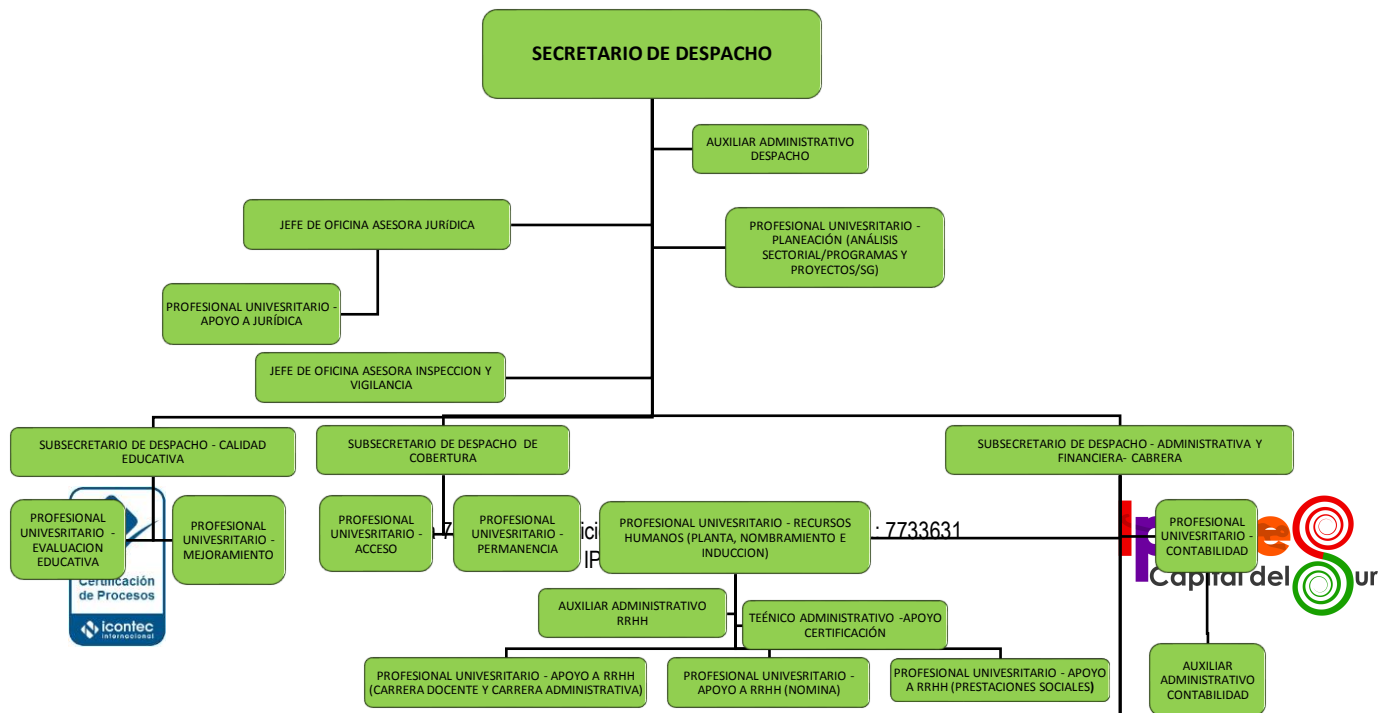 SECRETARIO DE DESPACHO
AUXILIAR ADMINISTRATIVO
DESPACHO
JEFE DE OFICINA ASESORA JURÍDICA
PROFESIONAL UNIVESRITARIO -
PLANEACIÓN (ANÁLISIS
SECTORIAL/PROGRAMAS Y
PROYECTOS/SG)
PROFESIONAL UNIVESRITARIO -
APOYO A JURÍDICA
JEFE DE OFICINA ASESORA INSPECCION Y
VIGILANCIA
SUBSECRETARIO DE DESPACHO - CALIDAD
EDUCATIVA
SUBSECRETARIO DE DESPACHO DE
COBERTURA
SUBSECRETARIO DE DESPACHO - ADMINISTRATIVA Y
FINANCIERA- CABRERA
PROFESIONAL
UNIVESRITARIO -
EVALUACION
EDUCATIVA
PROFESIONAL
UNIVESRITARIO -
MEJORAMIENTO
PROFESIONAL
UNIVESRITARIO -
ACCESO
PROFESIONAL
UNIVESRITARIO -
PERMANENCIA
PROFESIONAL UNIVESRITARIO - RECURSOS
HUMANOS (PLANTA, NOMBRAMIENTO E
INDUCCION)
: 7733631
PROFESIONAL
UNIVESRITARIO -
CONTABILIDAD
Capital del Sur
Certificación
de Procesos
icontec
internacional
AUXILIAR ADMINISTRATIVO
RRHH
TEÉNICO ADMINISTRATIVO -APOYO
CERTIFICACIÓN
PROFESIONAL UNIVESRITARIO - APOYO A RRHH
(CARRERA DOCENTE Y CARRERA ADMINISTRATIVA)
PROFESIONAL UNIVESRITARIO -
APOYO A RRHH (NOMINA)
PROFESIONAL UNIVESRITARIO - APOYO
A RRHH (PRESTACIONES SOCIALES)
AUXILIAR
ADMINISTRATIVO
CONTABILIDAD